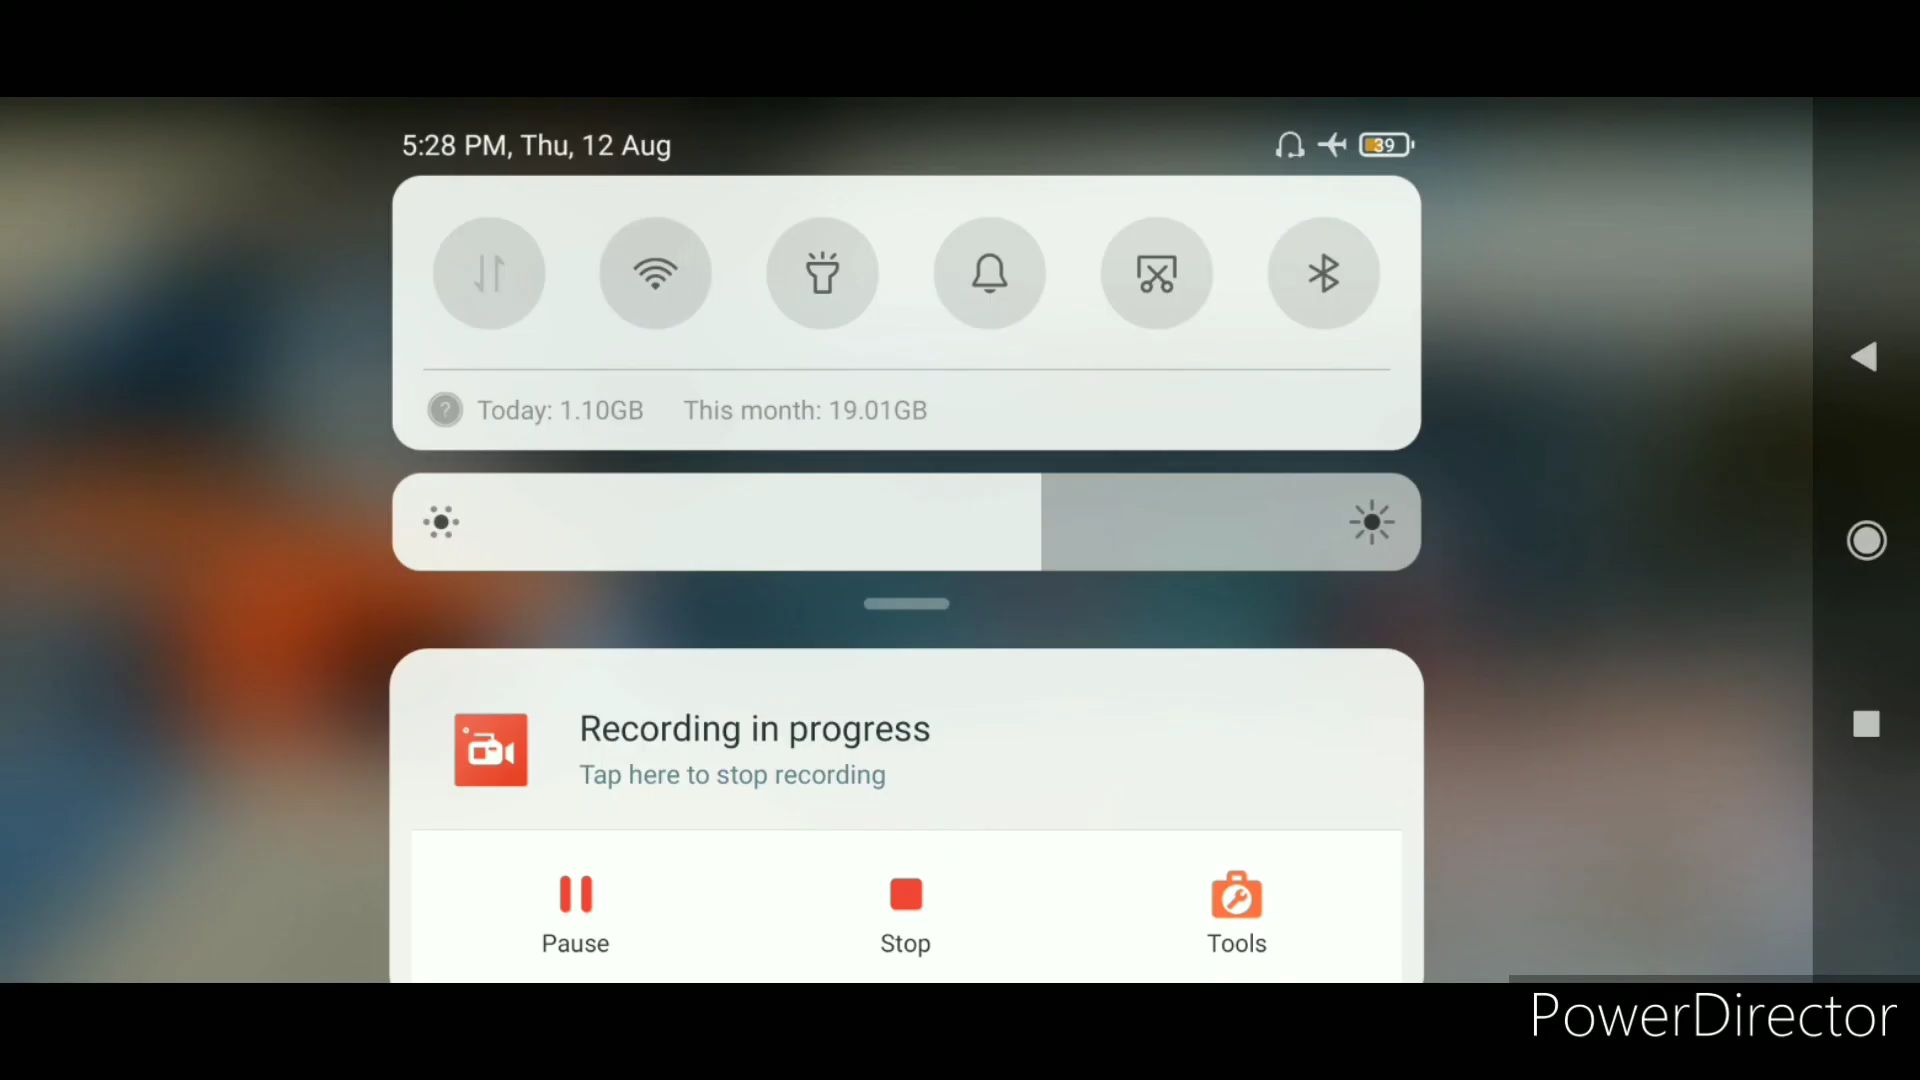 5:28 PM, Thu, 12 Aug
39
Today: 1.10GB This month: 19.01GB
Recording in progress
Tap here to stop recording
Pause Stop Tools
PowerDirector